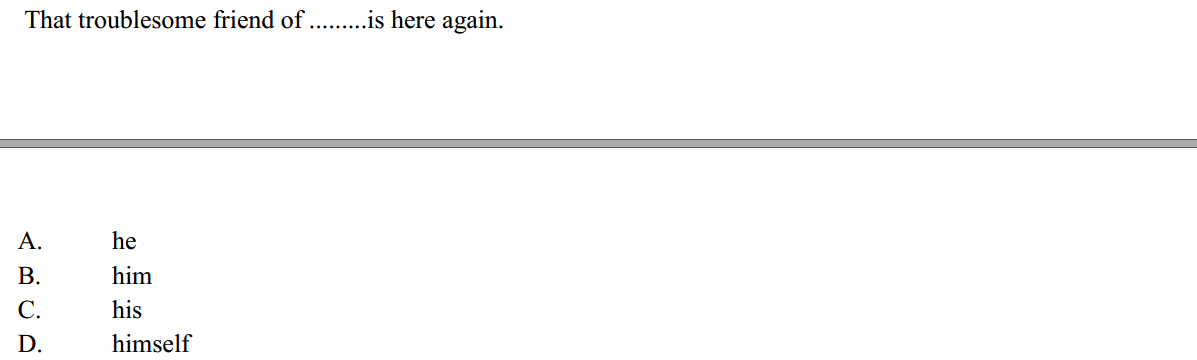 That troublesome friend of .........is here again.
A. he
B. him
C. his
D. himself